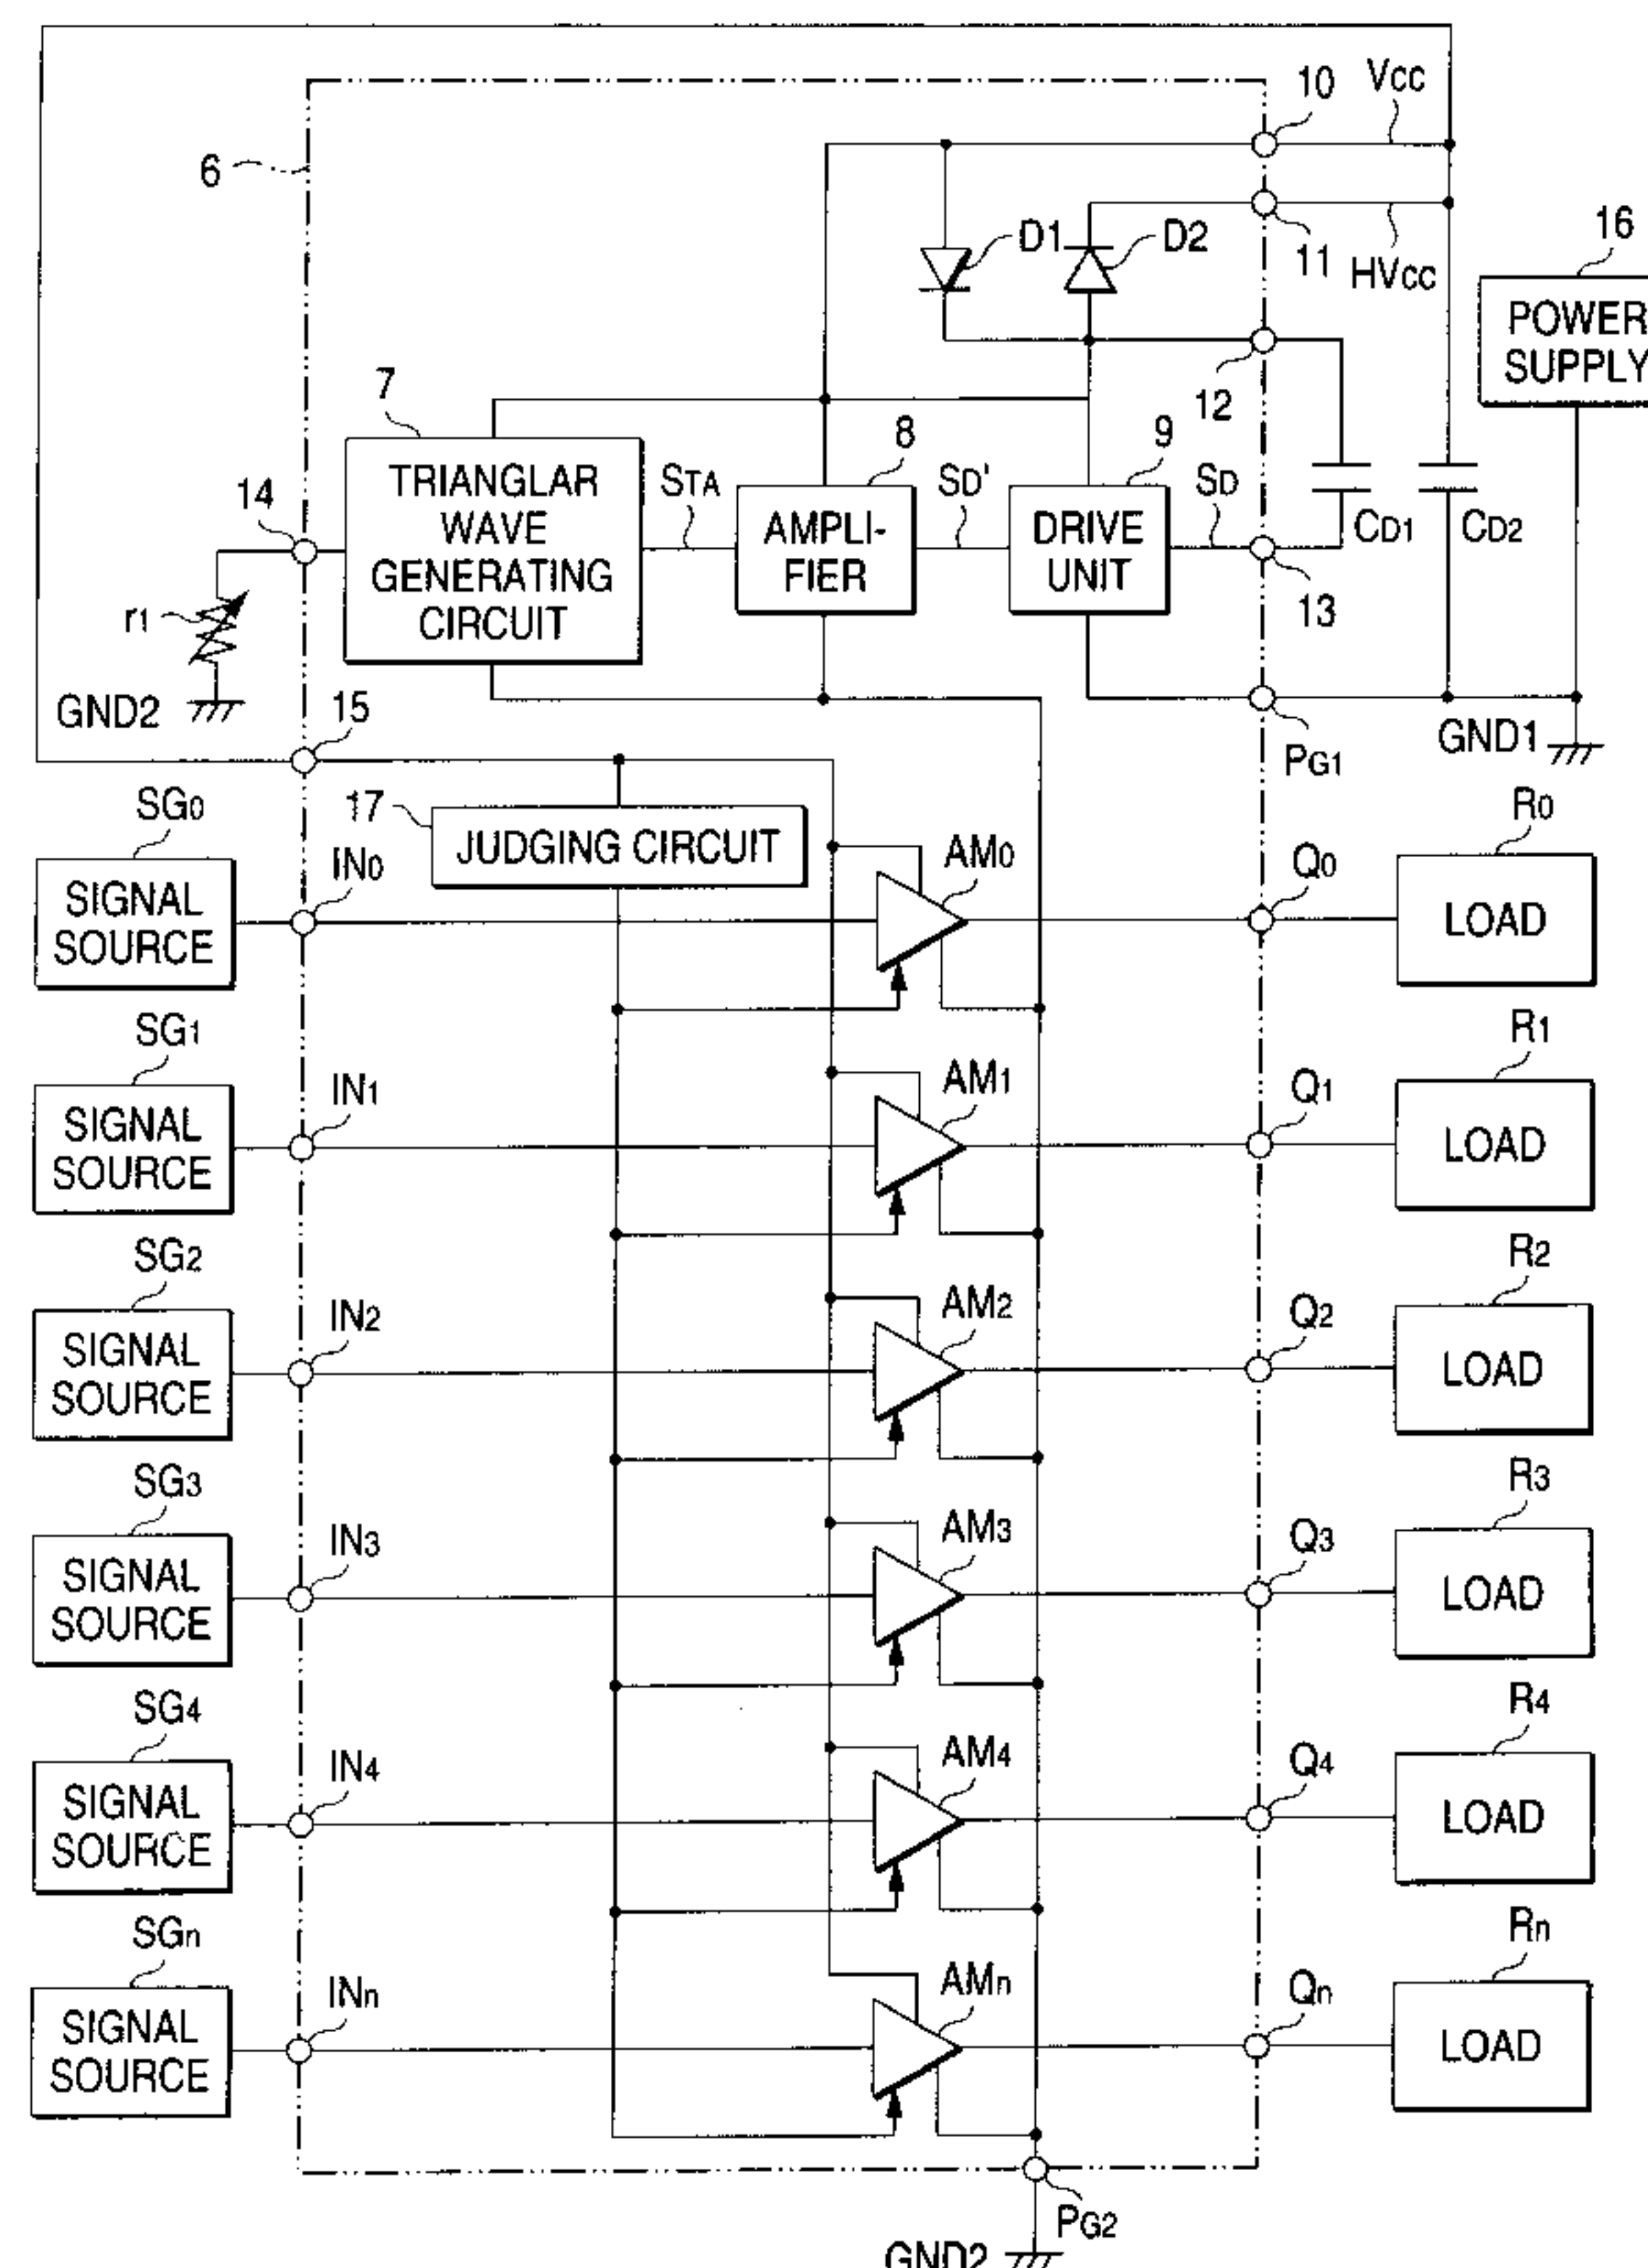 10
Vcc
6
D1
D2
11
HVcc
16
POWER
SUPPLY
12
7
8
9
14
TRIANGLAR
WAVE
GENERATING
CIRCUIT
STA
AMPLI-
FIER
SD'
DRIVE
UNIT
SD
CD1
CD2
13
r1
GND2
15
PG1
GND1
17
JUDGING CIRCUIT
SG0
IN0
SIGNAL
SOURCE
AM0
Q0
R0
LOAD
SG1
IN1
SIGNAL
SOURCE
AM1
Q1
R1
LOAD
SG2
IN2
SIGNAL
SOURCE
AM2
Q2
R2
LOAD
SG3
IN3
SIGNAL
SOURCE
AM3
Q3
R3
LOAD
SG4
IN4
SIGNAL
SOURCE
AM4
Q4
R4
LOAD
SGn
INn
SIGNAL
SOURCE
AMn
Qn
Rn
LOAD
PG2
GND2